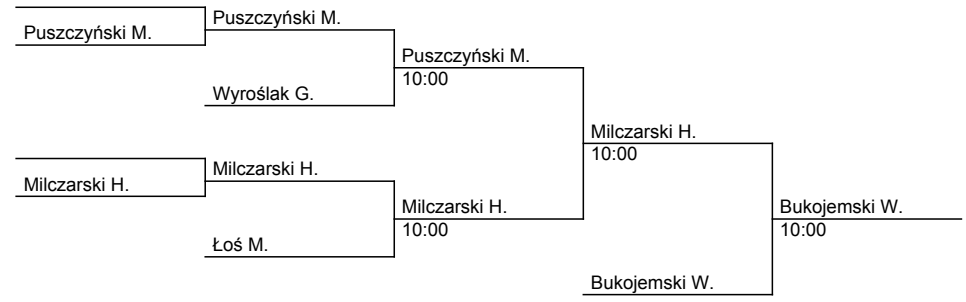 Puszczyński M.
Puszczyński M.
Puszczyński M.
10:00
Wyroślak G.
Milczarski H.
10:00
Milczarski H.
Milczarski H.
Milczarski H.
10:00
Bukojemski W.
10:00
Łoś M.
Bukojemski W.